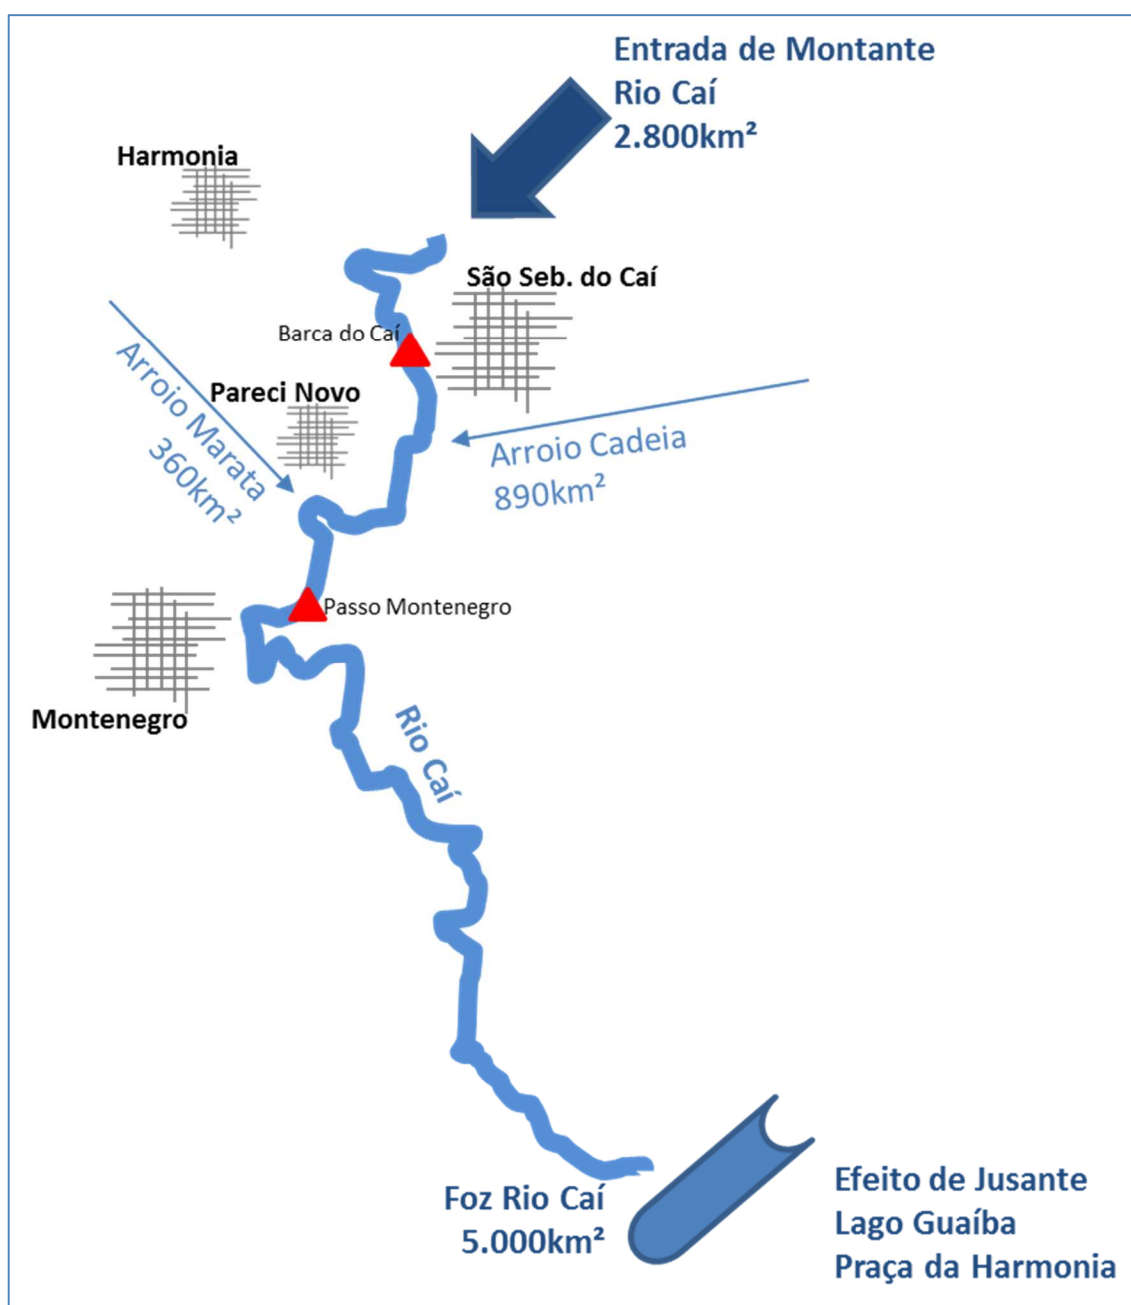 Entrada de Montante
Rio Caí
2.800km²
Harmonia
São Seb. do Caí
Barca do Caí
Pareci Novo
Arroio Marata
360km²
Arroio Cadeia
890km²
Passo Montenegro
Montenegro
Rio Caí
Foz Rio Caí
5.000km²
Efeito de Jusante
Lago Guaíba
Praça da Harmonia